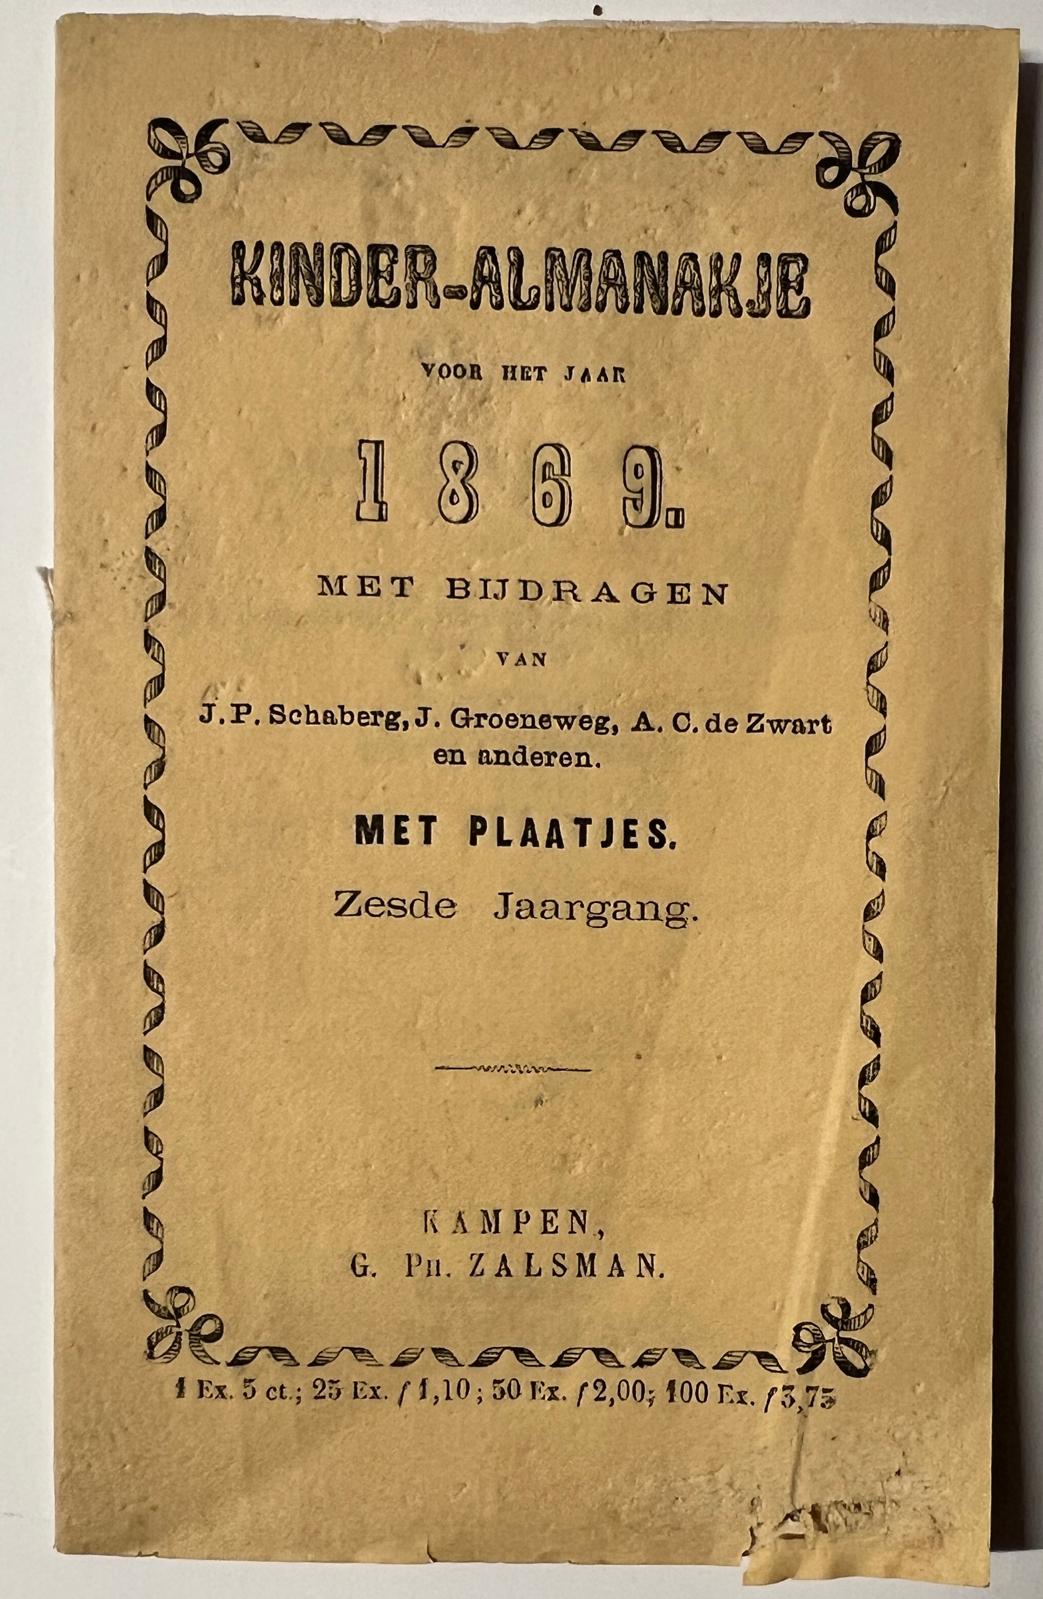 KINDER-ALMANAKJE
VOOR HET JAAR
1869.
MET BIJDRAGEN
VAN
J. P. Schaberg, J. Groeneweg, A. C. de Zwart
en anderen.
MET PLAATJES.
Zesde Jaargang.
KAMPEN,
G. PH. ZALSMAN.
1 Ex. 5 ct.; 25 Ex. f 1,10; 50 Ex. f 2,00; 100 Ex. f 3,75